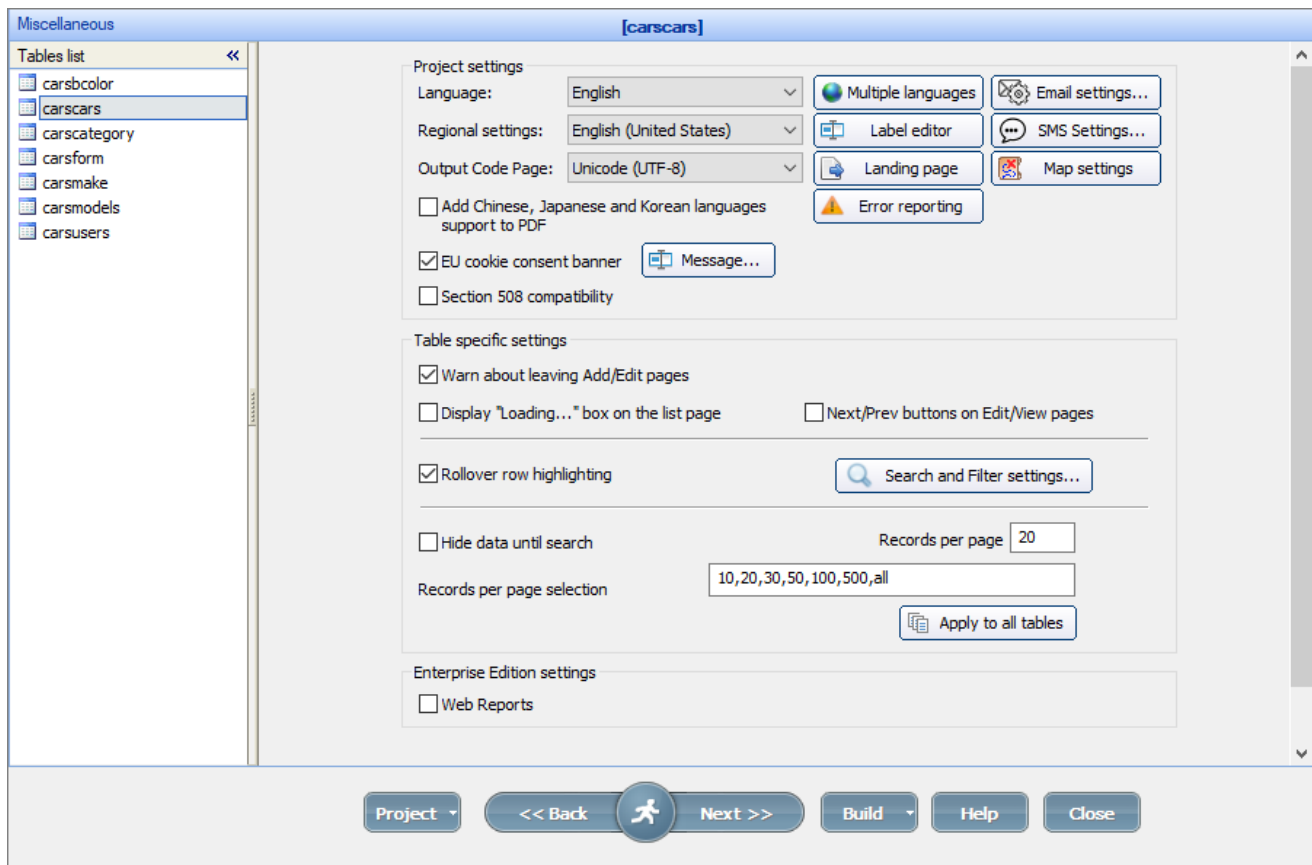 Miscellaneous
[carscars]
Tables list
carsbcolor
carscars
carscategory
carsform
carsmake
carsmodels
carsusers
Project settings
Language: English Multiple languages Email settings...
Regional settings: English (United States) Label editor SMS Settings...
Output Code Page: Unicode (UTF-8) Landing page Map settings
Add Chinese, Japanese and Korean languages
support to PDF
Error reporting
EU cookie consent banner Message...
Section 508 compatibility
Table specific settings
Warn about leaving Add/Edit pages
Display "Loading..." box on the list page Next/Prev buttons on Edit/View pages
Rollover row highlighting Search and Filter settings...
Hide data until search Records per page 20
Records per page selection 10,20,30,50,100,500,all
Apply to all tables
Enterprise Edition settings
Web Reports
Project << Back Next >> Build Help Close